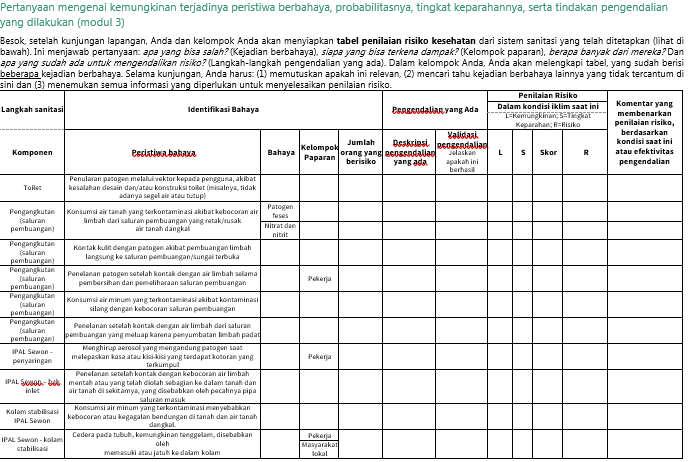 Pertanyaan mengenai kemungkinan terjadinya peristiwa berbahaya, probabilitasnya, tingkat keparahannya, serta tindakan pengendalian
yang dilakukan (modul 3)
Besok, setelah kunjungan lapangan, Anda dan kelompok Anda akan menyiapkan tabel penilaian risiko kesehatan dari sistem sanitasi yang telah ditetapkan (lihat di
bawah). Ini menjawab pertanyaan: apa yang bisa salah? (Kejadian berbahaya), siapa yang bisa terkena dampak? (Kelompok paparan), berapa banyak dari mereka? Dan
apa yang sudah ada untuk mengendalikan risiko? (Langkah-langkah pengendalian yang ada). Dalam kelompok Anda, Anda akan melengkapi tabel, yang sudah berisi
beberapa kejadian berbahaya. Selama kunjungan, Anda harus: (1) memutuskan apakah ini relevan, (2) mencari tahu kejadian berbahaya lainnya yang tidak tercantum di
sini dan (3) menemukan semua informasi yang diperlukan untuk menyelesaikan penilaian risiko.
Langkah sanitasi
Identifikasi Bahaya
Pengendalian yang Ada
Penilaian Risiko
Dalam kondisi iklim saat ini
L=Kemungkinan; S=Tingkat
Keparahan; R=Risiko
Komentar yang
membenarkan
penilaian risiko,
berdasarkan
kondisi saat ini
atau efektivitas
pengendalian
Komponen
Peristiwa bahaya
Bahaya
Kelompok
Paparan
Jumlah
orang yang
berisiko
Deskripsi
pengendalian
yang ada
Validasi
pengendalian
Jelaskan
apakah ini
berhasil
L
S
Skor
R
Toilet
Penularan patogen melalui vektor kepada pengguna, akibat
kesalahan desain dan/atau konstruksi toilet (misalnya, tidak
adanya segel air atau tutup)
Pengangkutan
(saluran
pembuangan)
Konsumsi air tanah yang terkontaminasi akibat kebocoran air
limbah dari saluran pembuangan yang retak/rusak
air tanah dangkal
Patogen
feses
Nitrat dan
nitrit
Pengangkutan
(saluran
pembuangan)
Kontak kulit dengan patogen akibat pembuangan limbah
langsung ke saluran pembuangan/sungai terbuka
Pengangkutan
(saluran
pembuangan)
Penelanan patogen setelah kontak dengan air limbah selama
pembersihan dan pemeliharaan saluran pembuangan
Pekerja
Pengangkutan
(saluran
pembuangan)
Konsumsi air minum yang terkontaminasi akibat kontaminasi
silang dengan kebocoran saluran pembuangan
Pengangkutan
(saluran
pembuangan)
Penelanan setelah kontak dengan air limbah dari saluran
pembuangan yang meluap karena penyumbatan limbah padat
IPAL Sewon -
penyaringan
Menghirup aerosol yang mengandung patogen saat
melepaskan kasa atau kisi-kisi yang terdapat kotoran yang
terkumpul
Pekerja
IPAL Sewon – bak
inlet
Penelanan setelah kontak dengan kebocoran air limbah
mentah atau yang telah diolah sebagian ke dalam tanah dan
air tanah di sekitarnya, yang disebabkan oleh pecahnya pipa
saluran masuk
Kolam stabilisasi
IPAL Sewon
Konsumsi air minum yang terkontaminasi menyebabkan
kebocoran atau kegagalan bendungan di tanah dan air tanah
dangkal.
IPAL Sewon - kolam
stabilisasi
Cedera pada tubuh, kemungkinan tenggelam, disebabkan
oleh
memasuki atau jatuh ke dalam kolam
Pekerja
Masyarakat
lokal